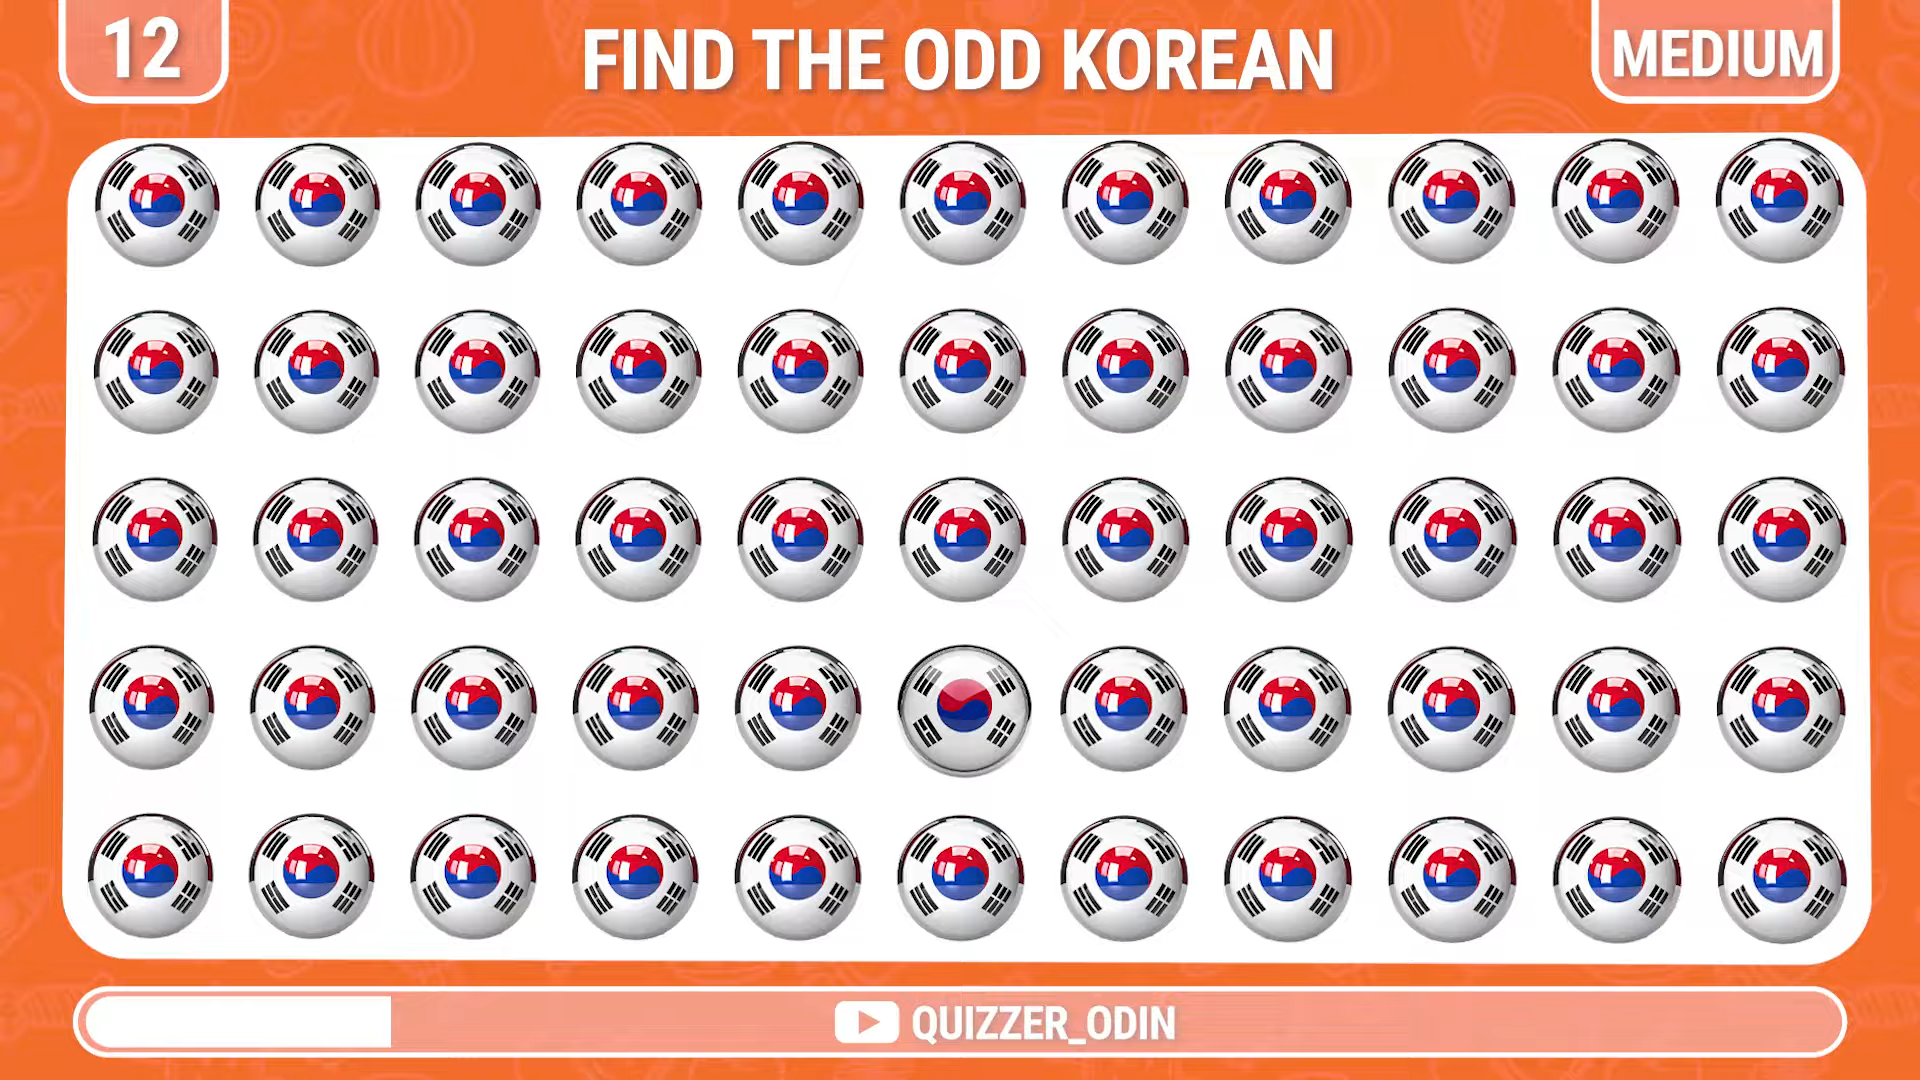 12
FIND THE ODD KOREAN
MEDIUM
QUIZZER_ODIN